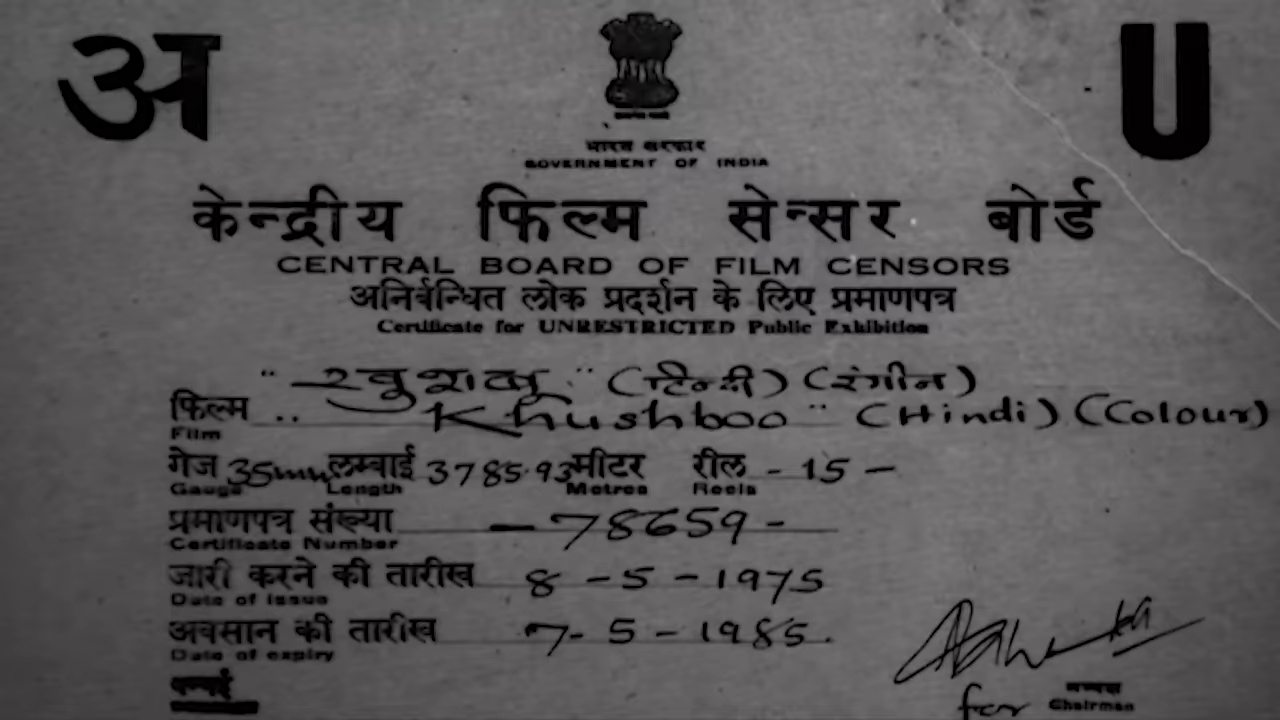 अ U
भारत सरकार
GOVERNMENT OF INDIA
केन्द्रीय फिल्म सेन्सर बोर्ड
CENTRAL BOARD OF FILM CENSORS
अनिर्बन्धित लोक प्रदर्शन के लिए प्रमाणपत्र
Certificate for UNRESTRICTED Public Exhibition
"खुशबू" (हिन्दी) (रंगीन)
फिल्म .. Khushboo" (Hindi) (Colour)
Film
गेज 35mm लम्बाई 3785.93 मीटर रील - 15 -
Gauge Length Metres Reels
प्रमाणपत्र संख्या - 78659 -
Certificate Number
जारी करने की तारीख 8 - 5 - 1975
Date of issue
अवसान की तारीख 7 - 5 - 1985.
Date of expiry
for Chairman